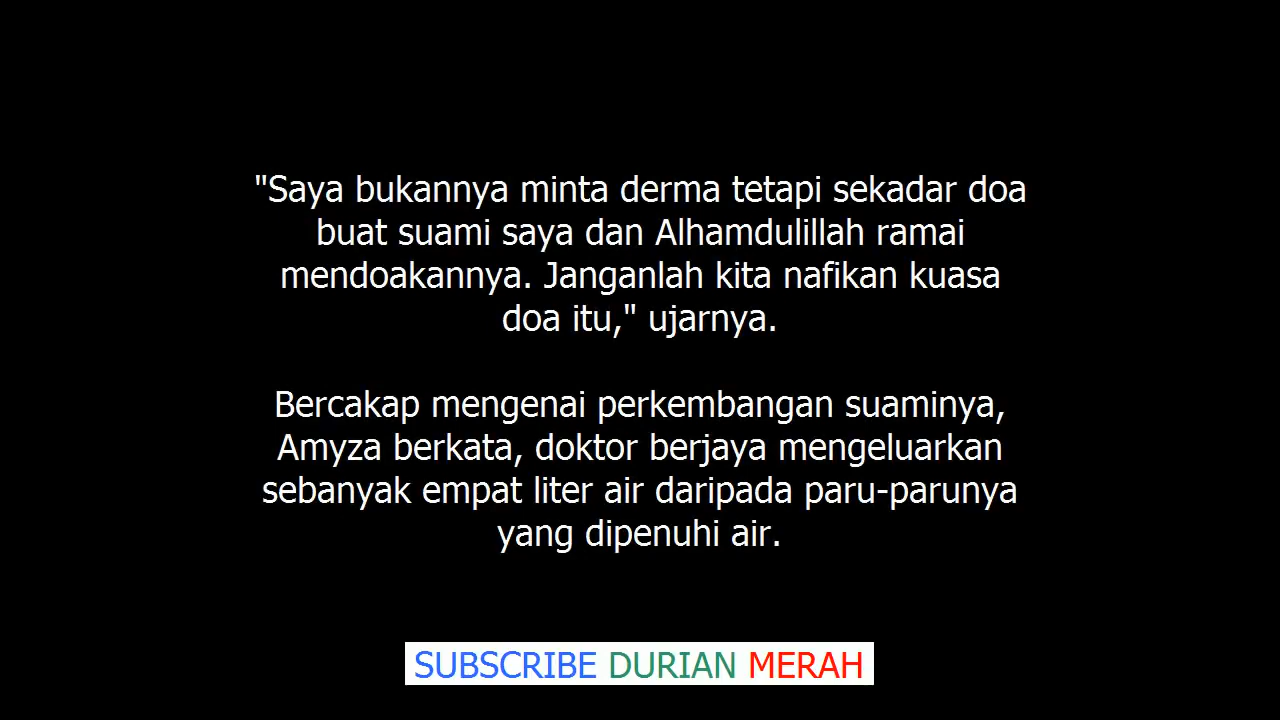 "Saya bukannya minta derma tetapi sekadar doa
buat suami saya dan Alhamdulillah ramai
mendoakannya. Janganlah kita nafikan kuasa
doa itu," ujarnya.
Bercakap mengenai perkembangan suaminya,
Amyza berkata, doktor berjaya mengeluarkan
sebanyak empat liter air daripada paru-parunya
yang dipenuhi air.
SUBSCRIBE DURIAN MERAH